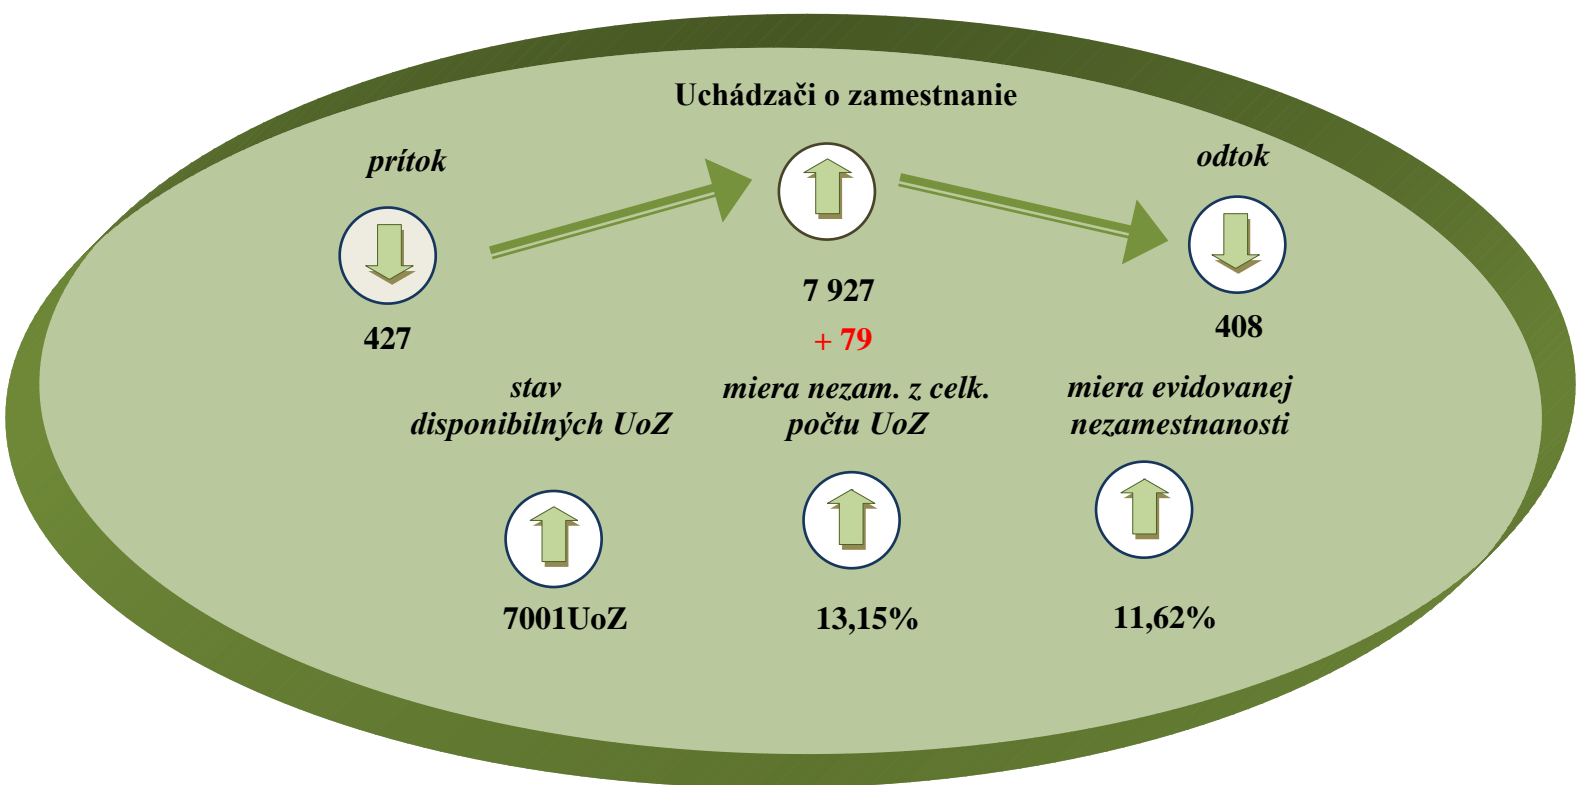 Uchádzači o zamestnanie
prítok
odtok
427
7 927
+ 79
408
stav
disponibilných UoZ
miera nezam. z celk.
počtu UoZ
miera evidovanej
nezamestnanosti
7001UoZ
13,15%
11,62%